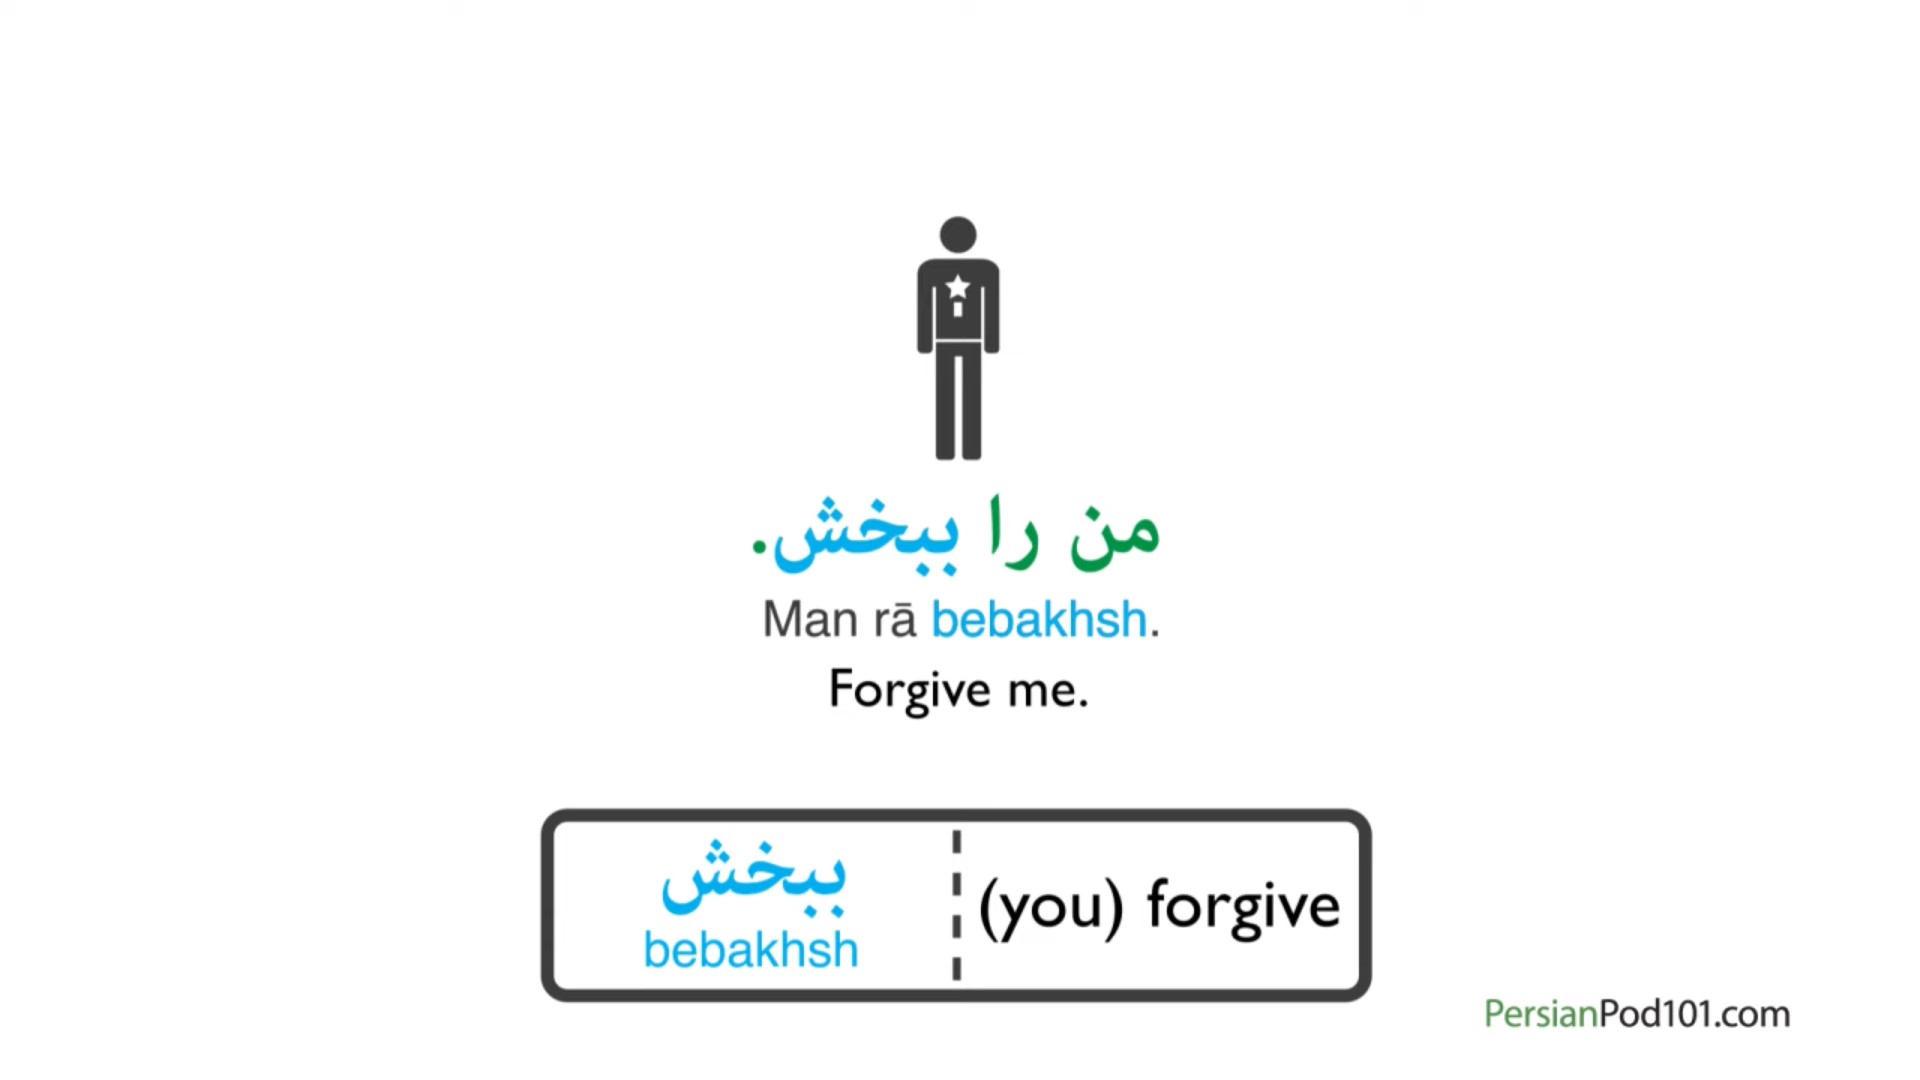 من را ببخش.
Man rā bebakhsh.
Forgive me.
ببخش
bebakhsh
(you) forgive
PersianPod101.com